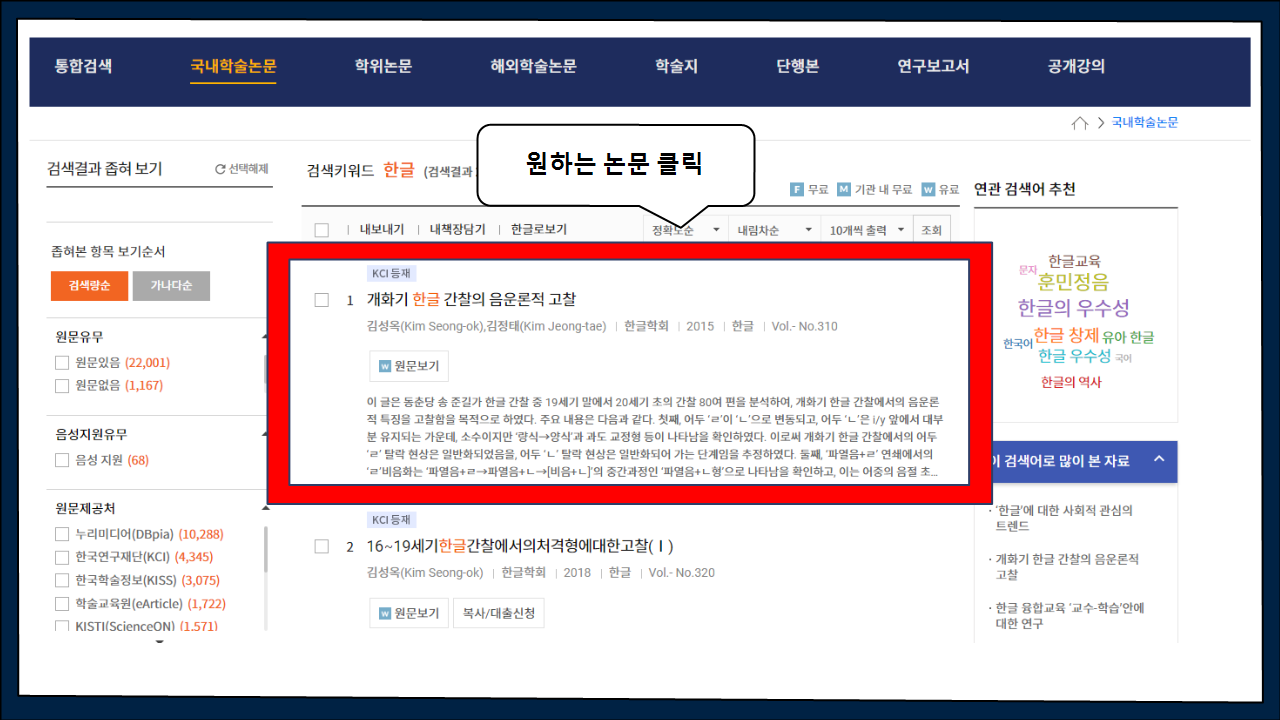 통합검색 국내학술논문 학위논문 해외학술논문 학술지 단행본 연구보고서 공개강의
국내학술논문
검색결과 좁혀 보기 선택해제
좁혀본 항목 보기순서
검색량순 가나다순
원문유무
원문있음 (22,001)
원문없음 (1,167)
음성지원유무
음성 지원 (68)
원문제공처
누리미디어(DBpia) (10,288)
한국연구재단(KCI) (4,345)
한국학술정보(KISS) (3,075)
학술교육원(eArticle) (1,722)
KISTI(ScienceON) (1,571)
원하는 논문 클릭
검색키워드 한글 (검색결과
F 무료 M 기관 내 무료 W 유료
내보내기 | 내책장담기 | 한글로보기 정확도순 내림차순 10개씩 출력 조회
KCI 등재
1 개화기 한글 간찰의 음운론적 고찰
김성옥(Kim Seong-ok),김정태(Kim Jeong-tae) | 한글학회 | 2015 | 한글 | Vol.- No.310
W 원문보기
이 글은 동춘당 송 준길가 한글 간찰 중 19세기 말에서 20세기 초의 간찰 80여 편을 분석하여, 개화기 한글 간찰에서의 음운론
적 특징을 고찰함을 목적으로 하였다. 주요 내용은 다음과 같다. 첫째, 어두 ‘ㄹ’이 ‘ㄴ’으로 변동되고, 어두 ‘ㄴ’은 i/y 앞에서 대부
분 유지되는 가운데, 소수이지만 ‘량식→양식’과 과도 교정형 등이 나타남을 확인하였다. 이로써 개화기 한글 간찰에서의 어두
‘ㄹ’ 탈락 현상은 일반화되었음을, 어두 ‘ㄴ’ 탈락 현상은 일반화되어 가는 단계임을 추정하였다. 둘째, ‘파열음+ㄹ’ 연쇄에서의
‘ㄹ’비음화는 ‘파열음+ㄹ→파열음+ㄴ→[비음+ㄴ]’의 중간과정인 ‘파열음+ㄴ형’으로 나타남을 확인하고, 이는 어중의 음절 초...
KCI 등재
2 16~19세기한글간찰에서의처격형에대한고찰(Ⅰ)
김성옥(Kim Seong-ok) | 한글학회 | 2018 | 한글 | Vol.- No.320
W 원문보기 복사/대출신청
연관 검색어 추천
문자 한글교육
훈민정음
한글의 우수성
한국어 한글 창제 유아 한글
한글 우수성 국어
한글의 역사
이 검색어로 많이 본 자료
· ‘한글’에 대한 사회적 관심의
트렌드
· 개화기 한글 간찰의 음운론적
고찰
· 한글 융합교육 ‘교수-학습’안에
대한 연구